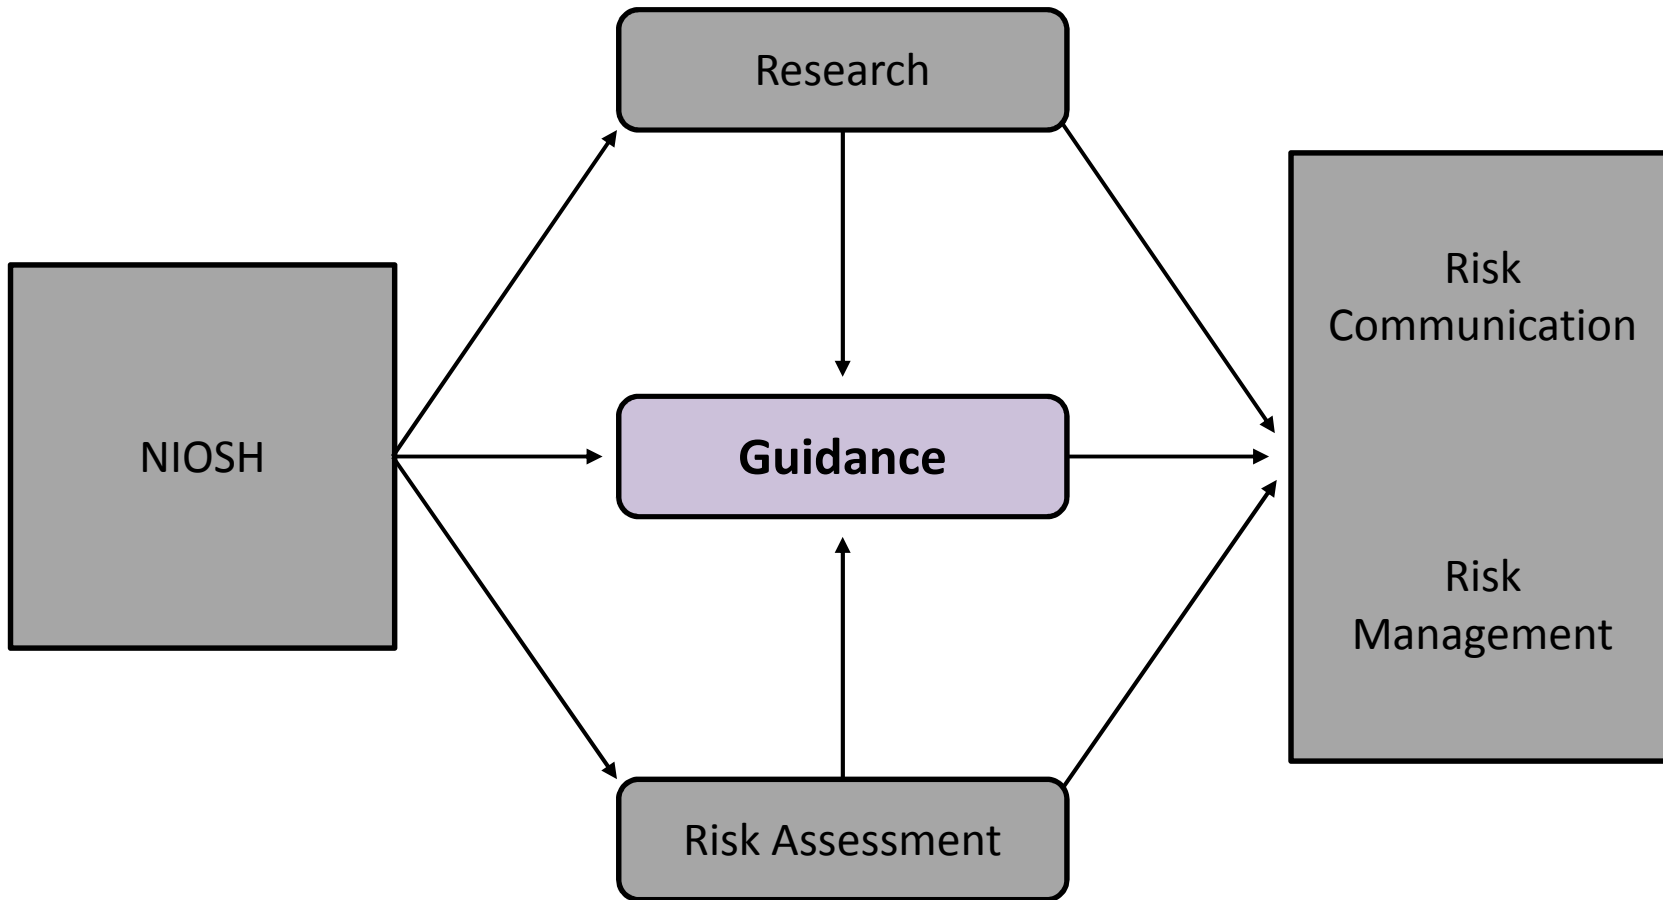 Research
NIOSH
Guidance
Risk Assessment
Risk
Communication
Risk
Management